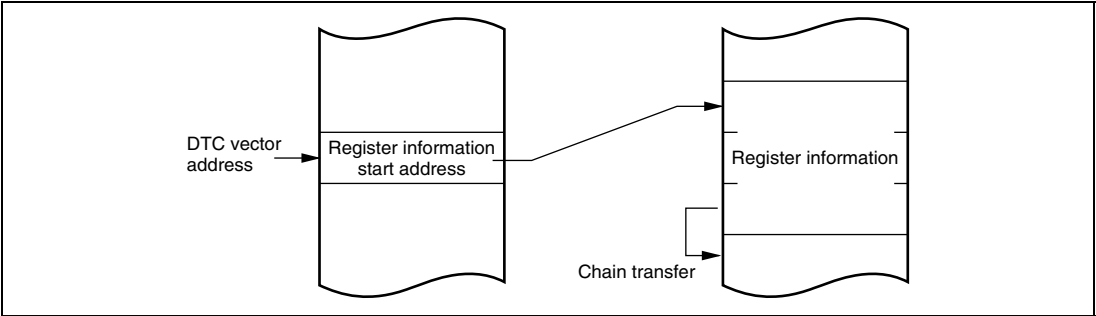 DTC vector
address
Register information
start address
Register information
Chain transfer